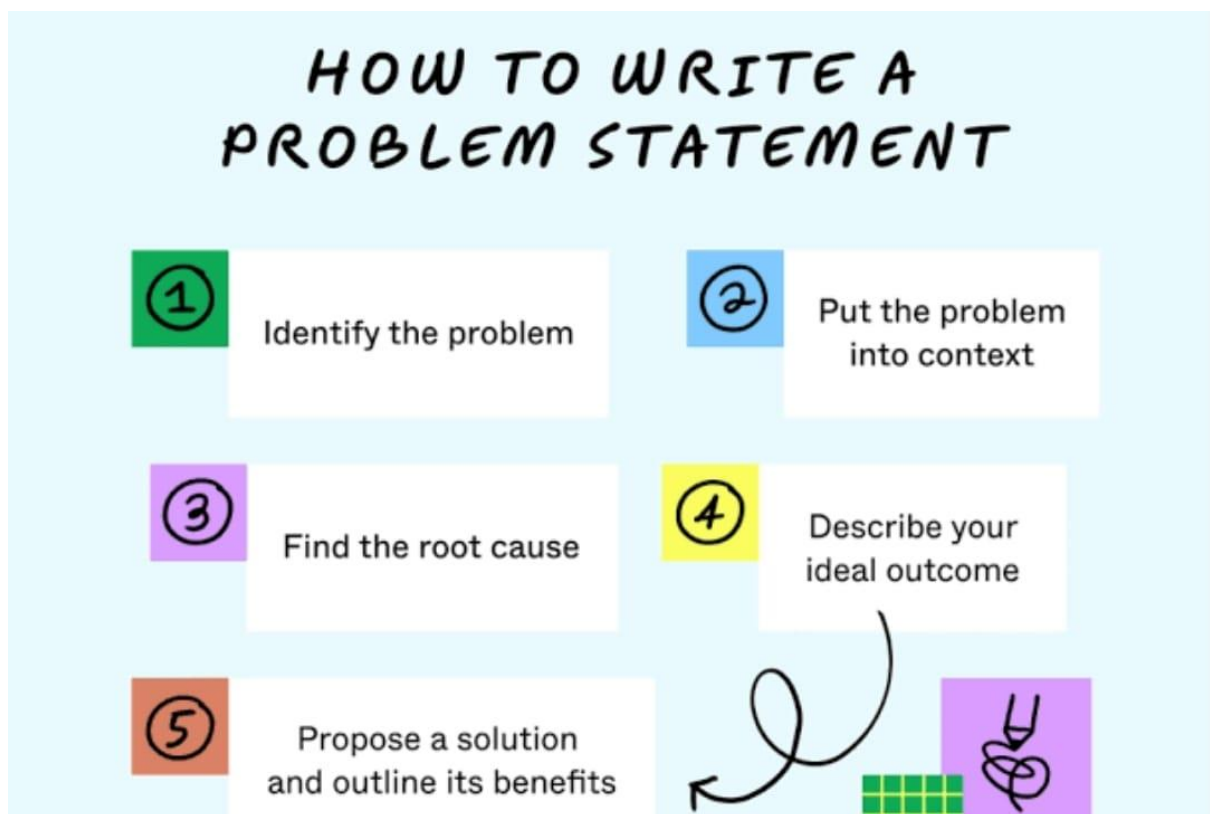 HOW TO WRITE A
PROBLEM STATEMENT
1
Identify the problem
2
Put the problem
into context
3
Find the root cause
4
Describe your
ideal outcome
5
Propose a solution
and outline its benefits